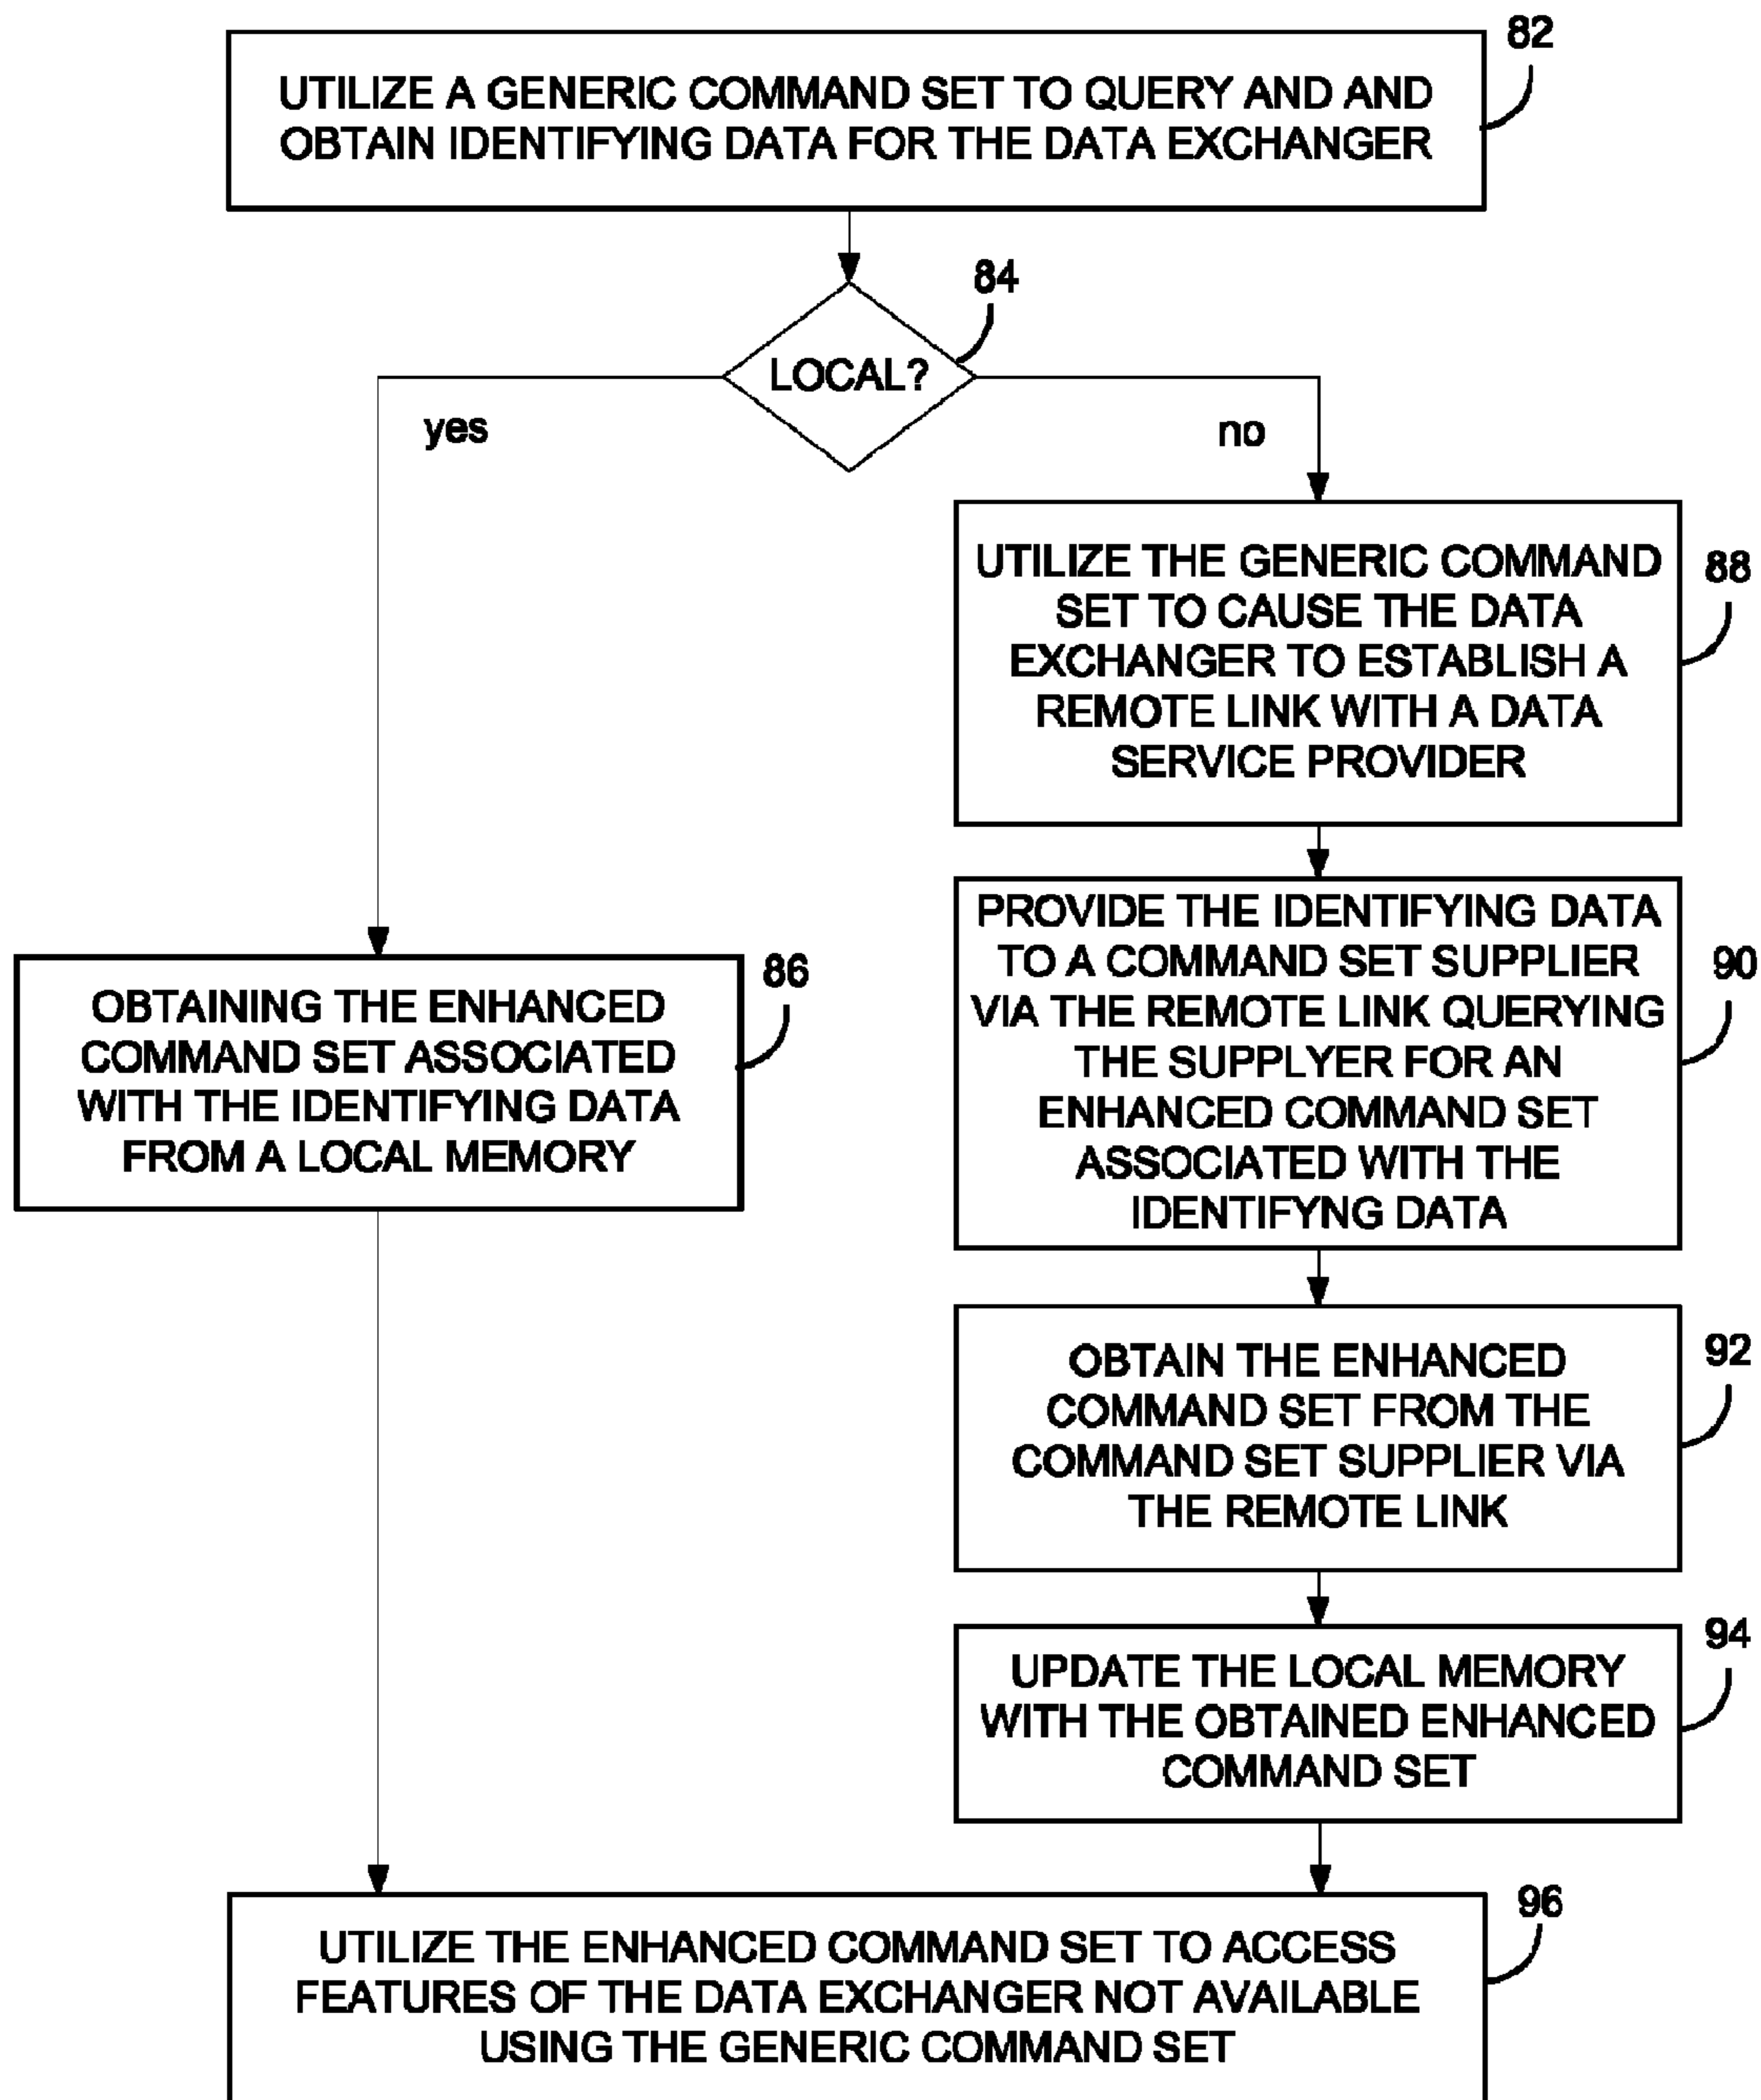 82
UTILIZE A GENERIC COMMAND SET TO QUERY AND AND
OBTAIN IDENTIFYING DATA FOR THE DATA EXCHANGER
84
LOCAL?
yes
no
UTILIZE THE GENERIC COMMAND
SET TO CAUSE THE DATA
EXCHANGER TO ESTABLISH A
REMOTE LINK WITH A DATA
SERVICE PROVIDER
88
PROVIDE THE IDENTIFYING DATA
TO A COMMAND SET SUPPLIER
VIA THE REMOTE LINK QUERYING
THE SUPPLYER FOR AN
ENHANCED COMMAND SET
ASSOCIATED WITH THE
IDENTIFYNG DATA
90
OBTAINING THE ENHANCED
COMMAND SET ASSOCIATED
WITH THE IDENTIFYING DATA
FROM A LOCAL MEMORY
86
OBTAIN THE ENHANCED
COMMAND SET FROM THE
COMMAND SET SUPPLIER VIA
THE REMOTE LINK
92
UPDATE THE LOCAL MEMORY
WITH THE OBTAINED ENHANCED
COMMAND SET
94
UTILIZE THE ENHANCED COMMAND SET TO ACCESS
FEATURES OF THE DATA EXCHANGER NOT AVAILABLE
USING THE GENERIC COMMAND SET
96